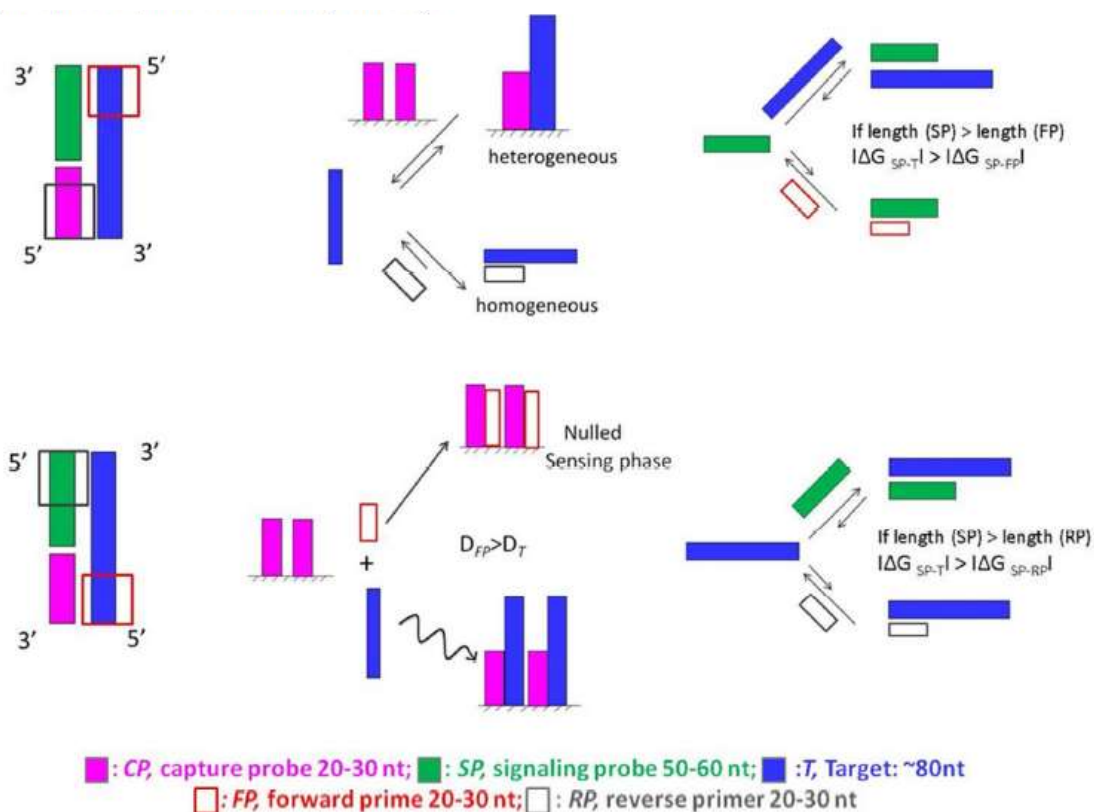 3' 5'
5' 3'
heterogeneous
homogeneous
If length (SP) > length (FP)
|ΔG SP-T| > |ΔG SP-FP|
5' 3'
3' 5'
+
Nulled
Sensing phase
D_FP>D_T
If length (SP) > length (RP)
|ΔG SP-T| > |ΔG SP-RP|
: CP, capture probe 20-30 nt; : SP, signaling probe 50-60 nt; :T, Target: ~80nt
: FP, forward prime 20-30 nt; : RP, reverse primer 20-30 nt